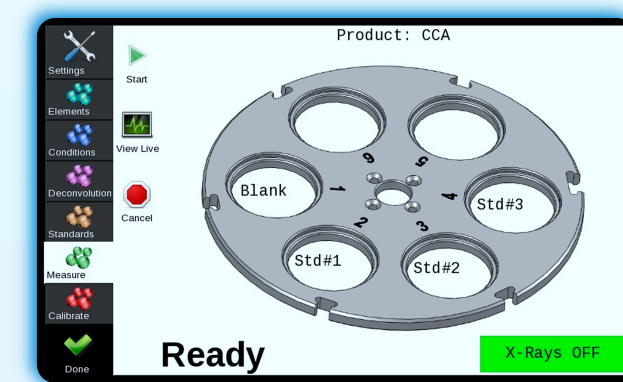 Product: CCA
Settings
Elements
Conditions
Deconvolution
Standards
Measure
Calibrate
Done
Start
View Live
Cancel
6
5
Blank
1
4
Std#3
2
3
Std#1
Std#2
Ready
X-Rays OFF